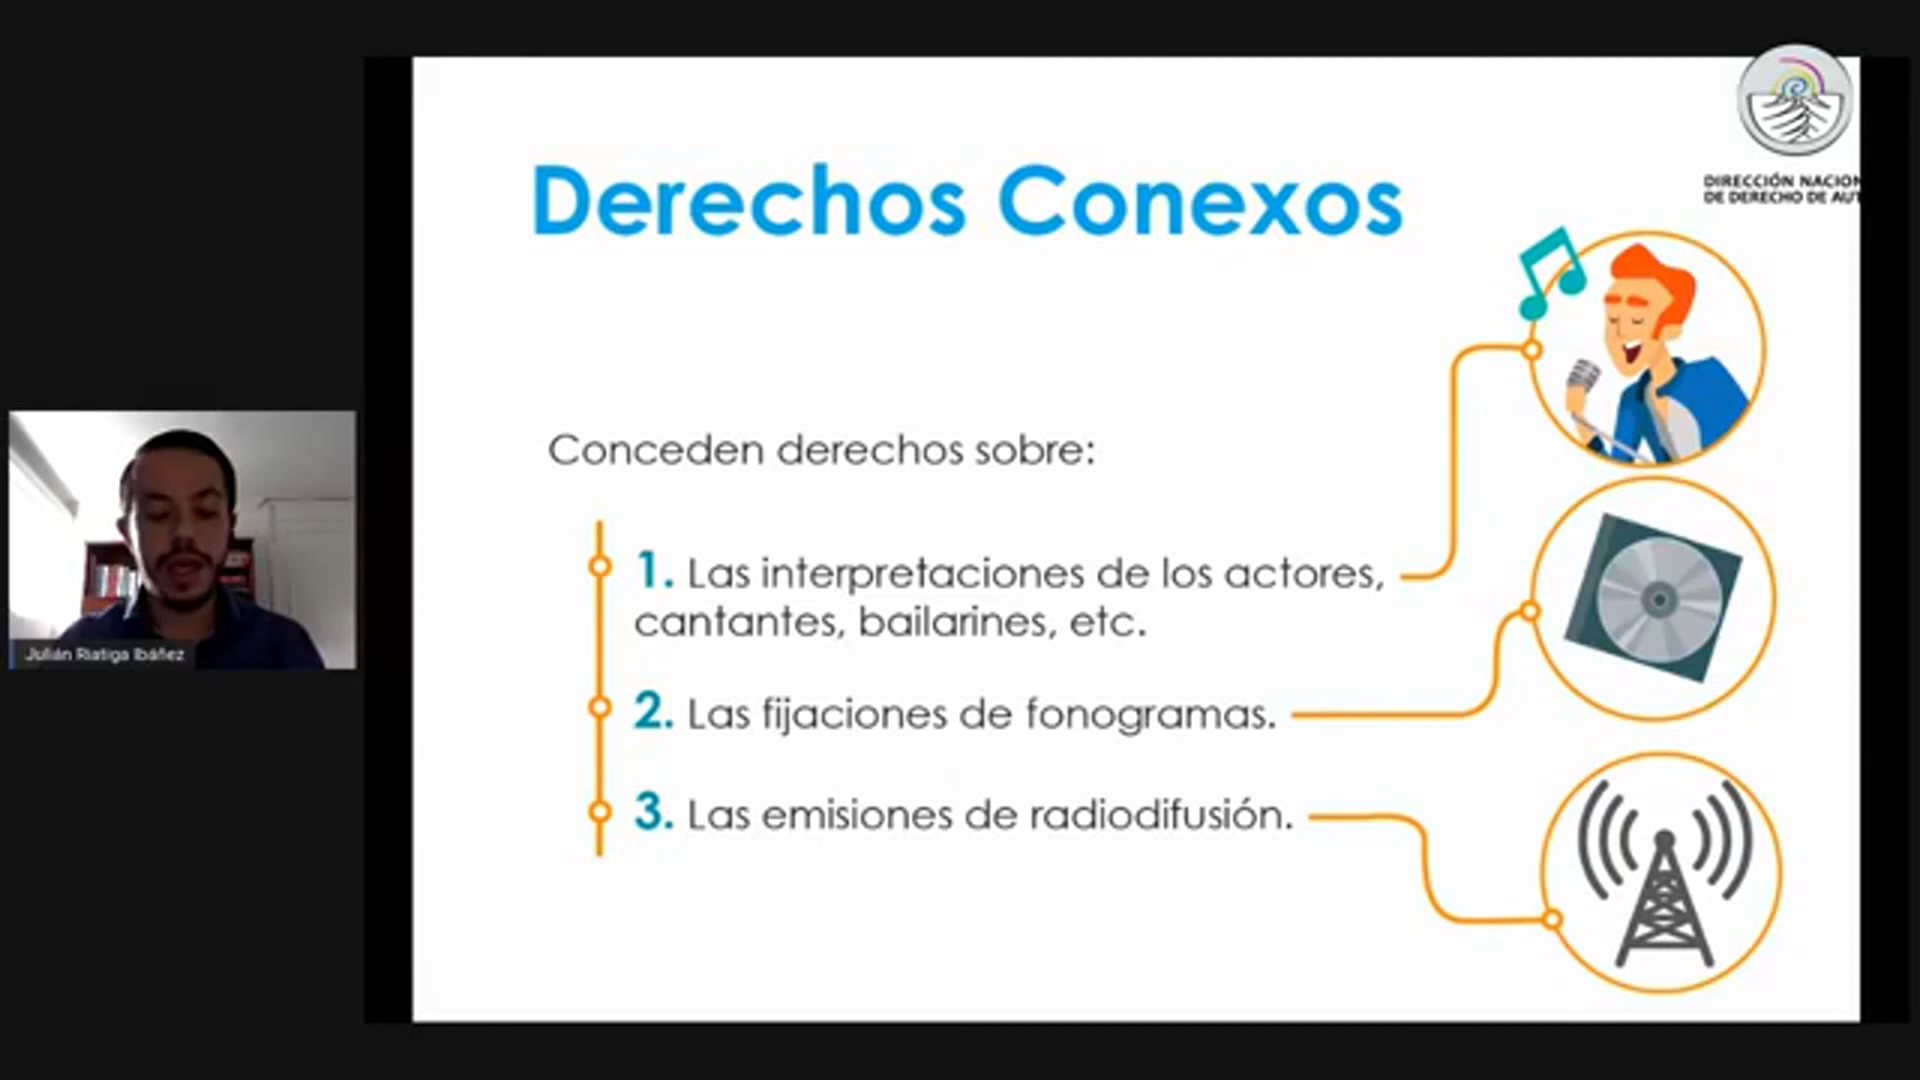 DIRECCIÓN NACION
DE DERECHO DE AUT
Derechos Conexos
Conceden derechos sobre:
1. Las interpretaciones de los actores,
cantantes, bailarines, etc.
2. Las fijaciones de fonogramas.
3. Las emisiones de radiodifusión.
Julián Riatiga Ibáñez